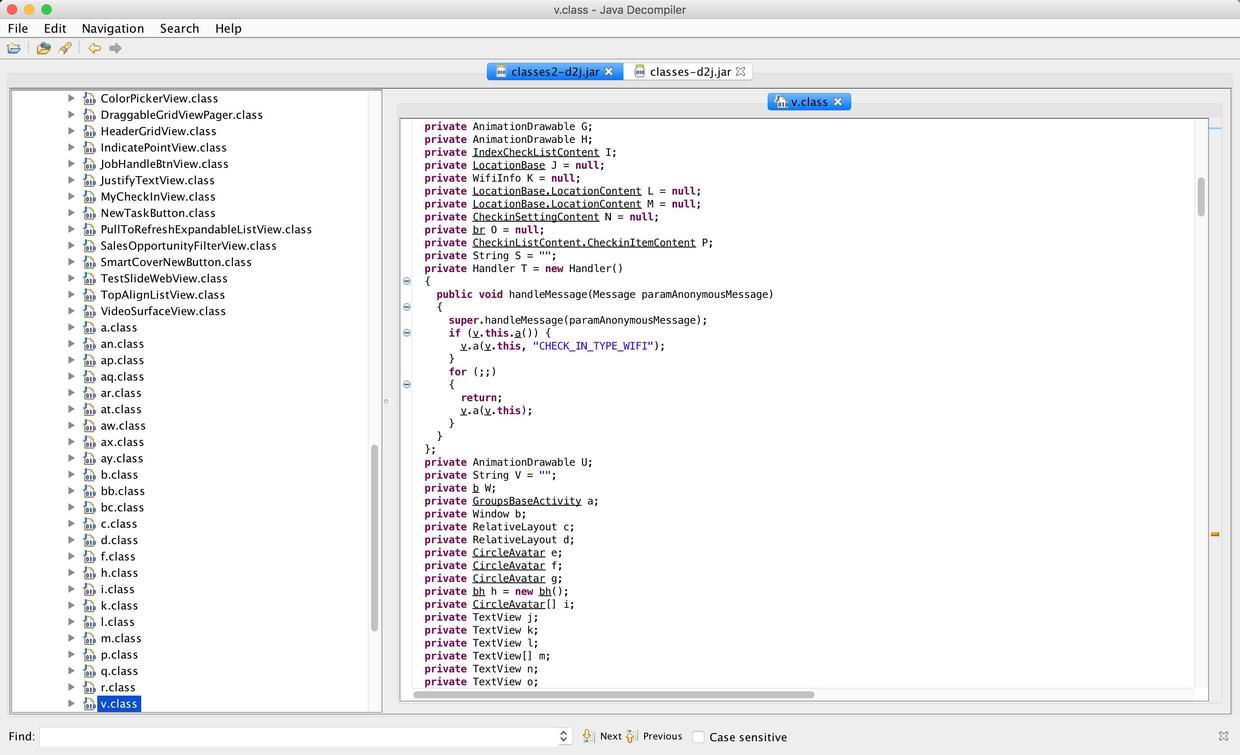 v.class - Java Decompiler
File Edit Navigation Search Help
classes2-d2j.jar classes-d2j.jar
ColorPickerView.class
DraggableGridViewPager.class
HeaderGridView.class
IndicatePointView.class
JobHandleBtnView.class
JustifyTextView.class
MyCheckInView.class
NewTaskButton.class
PullToRefreshExpandableListView.class
SalesOpportunityFilterView.class
SmartCoverNewButton.class
TestSlideWebView.class
TopAlignListView.class
VideoSurfaceView.class
a.class
an.class
ap.class
aq.class
ar.class
at.class
aw.class
ax.class
ay.class
b.class
bb.class
bc.class
c.class
d.class
f.class
h.class
i.class
k.class
l.class
m.class
p.class
q.class
r.class
v.class
v.class
private AnimationDrawable G;
private AnimationDrawable H;
private IndexCheckListContent I;
private LocationBase J = null;
private WifiInfo K = null;
private LocationBase.LocationContent L = null;
private LocationBase.LocationContent M = null;
private CheckinSettingContent N = null;
private br O = null;
private CheckinListContent.CheckinItemContent P;
private String S = "";
private Handler T = new Handler()
{
public void handleMessage(Message paramAnonymousMessage)
{
super.handleMessage(paramAnonymousMessage);
if (v.this.a()) {
v.a(v.this, "CHECK_IN_TYPE_WIFI");
}
for (;;)
{
return;
v.a(v.this);
}
}
};
private AnimationDrawable U;
private String V = "";
private b W;
private GroupsBaseActivity a;
private Window b;
private RelativeLayout c;
private RelativeLayout d;
private CircleAvatar e;
private CircleAvatar f;
private CircleAvatar g;
private bh h = new bh();
private CircleAvatar[] i;
private TextView j;
private TextView k;
private TextView l;
private TextView[] m;
private TextView n;
private TextView o;
Find: Next Previous Case sensitive